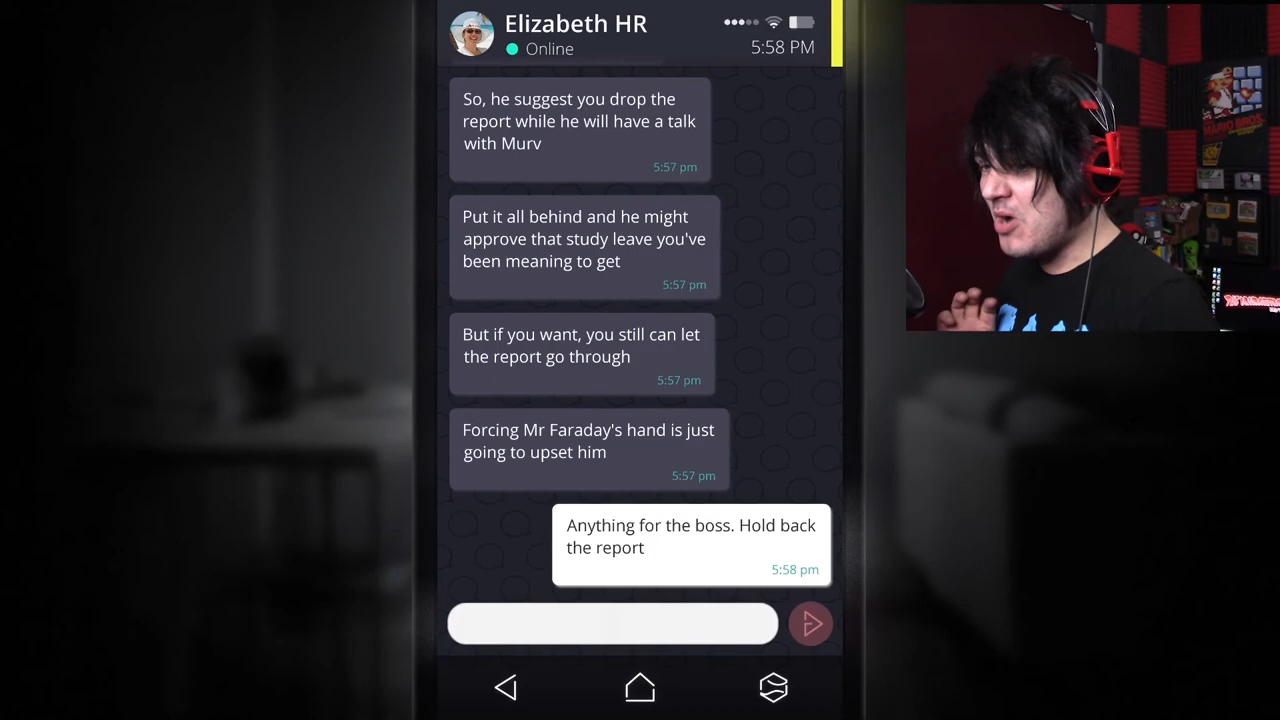 Elizabeth HR
Online
5:58 PM
So, he suggest you drop the
report while he will have a talk
with Murv
5:57 pm
Put it all behind and he might
approve that study leave you've
been meaning to get
5:57 pm
But if you want, you still can let
the report go through
5:57 pm
Forcing Mr Faraday's hand is just
going to upset him
5:57 pm
Anything for the boss. Hold back
the report
5:58 pm
MARIO BROS.